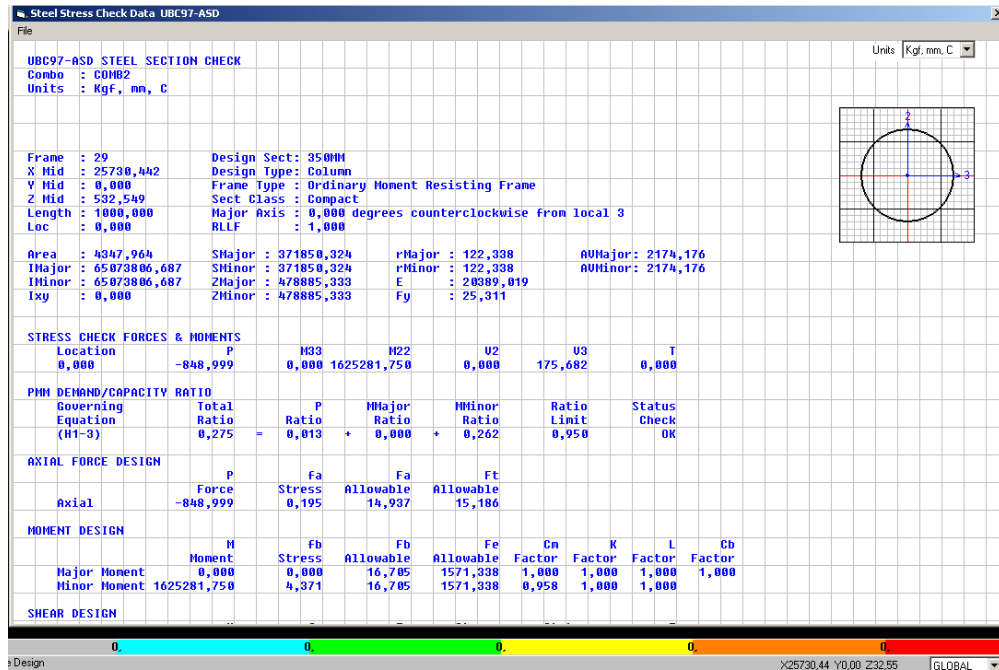 Steel Stress Check Data UBC97-ASD
File
Units Kgf, mm, C
UBC97-ASD STEEL SECTION CHECK
Combo : COMB2
Units : Kgf, mm, C
2
3
Frame : 29 Design Sect: 350MM
X Mid : 25730,442 Design Type: Column
Y Mid : 0,000 Frame Type : Ordinary Moment Resisting Frame
Z Mid : 532,549 Sect Class : Compact
Length : 1000,000 Major Axis : 0,000 degrees counterclockwise from local 3
Loc : 0,000 RLLF : 1,000
Area : 4347,964 SMajor : 371850,324 rMajor : 122,338 AVMajor: 2174,176
IMajor : 65073806,687 SMinor : 371850,324 rMinor : 122,338 AVMinor: 2174,176
IMinor : 65073806,687 ZMajor : 478885,333 E : 20389,019
Ixy : 0,000 ZMinor : 478885,333 Fy : 25,311
STRESS CHECK FORCES & MOMENTS
Location P M33 M22 V2 V3 T
0,000 -848,999 0,000 1625281,750 0,000 175,682 0,000
PMM DEMAND/CAPACITY RATIO
Governing Total P MMajor MMinor Ratio Status
Equation Ratio Ratio Ratio Ratio Limit Check
(H1-3) 0,275 = 0,013 + 0,000 + 0,262 0,950 OK
AXIAL FORCE DESIGN
P fa Fa Ft
Force Stress Allowable Allowable
Axial -848,999 0,195 14,937 15,186
MOMENT DESIGN
M fb Fb Fe Cm K L Cb
Moment Stress Allowable Allowable Factor Factor Factor Factor
Major Moment 0,000 0,000 16,705 1571,338 1,000 1,000 1,000 1,000
Minor Moment 1625281,750 4,371 16,705 1571,338 0,958 1,000 1,000
SHEAR DESIGN
0, 0, 0, 0, 0,
e Design X25730,44 Y0,00 Z32,55 GLOBAL